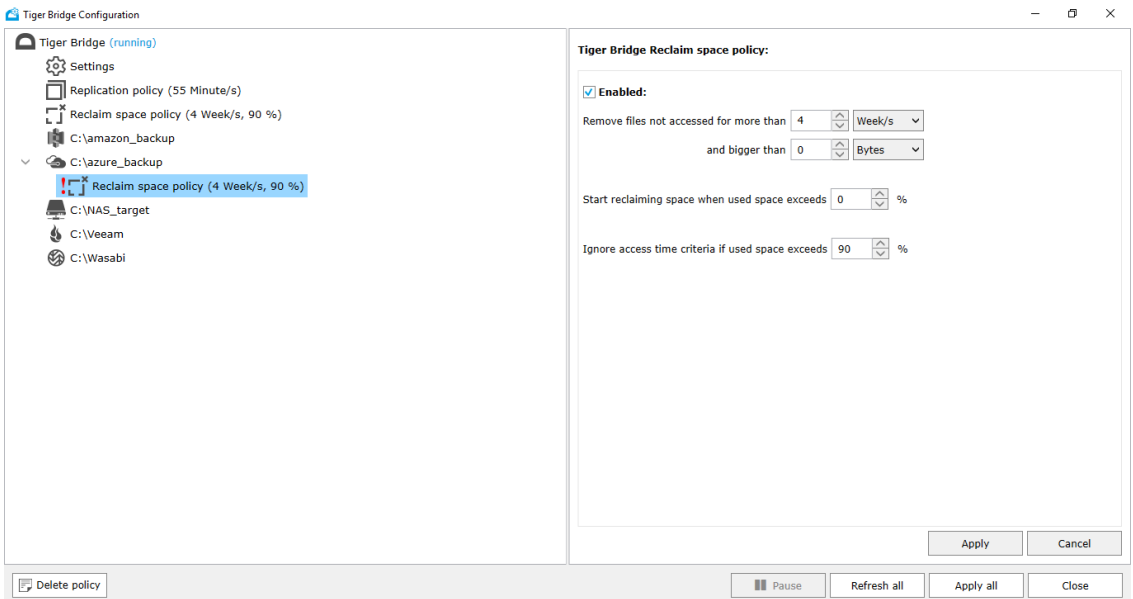 Tiger Bridge Configuration
Tiger Bridge (running)
Settings
Replication policy (55 Minute/s)
Reclaim space policy (4 Week/s, 90 %)
C:\amazon_backup
C:\azure_backup
Reclaim space policy (4 Week/s, 90 %)
C:\NAS_target
C:\Veeam
C:\Wasabi
Tiger Bridge Reclaim space policy:
Enabled:
Remove files not accessed for more than 4 Week/s
and bigger than 0 Bytes
Start reclaiming space when used space exceeds 0 %
Ignore access time criteria if used space exceeds 90 %
Apply Cancel
Delete policy Pause Refresh all Apply all Close